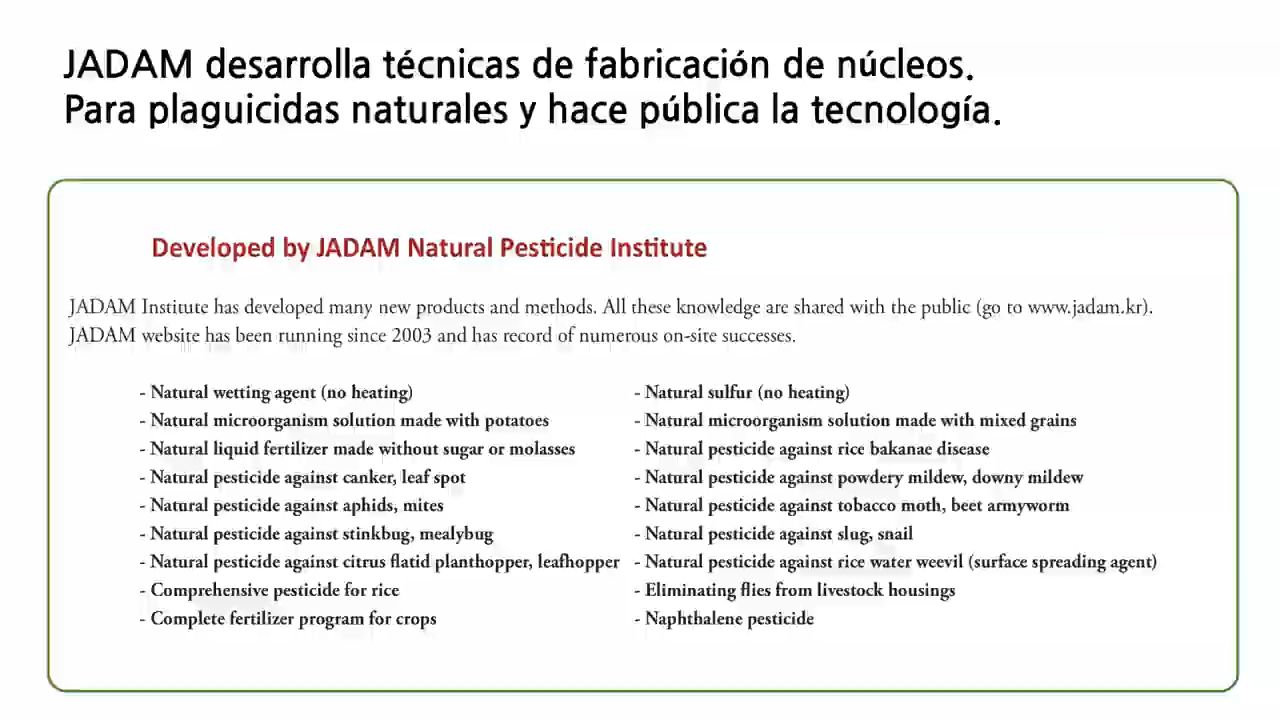 JADAM desarrolla técnicas de fabricación de núcleos.
Para plaguicidas naturales y hace pública la tecnología.
Developed by JADAM Natural Pesticide Institute
JADAM Institute has developed many new products and methods. All these knowledge are shared with the public (go to www.jadam.kr).
JADAM website has been running since 2003 and has record of numerous on-site successes.
- Natural wetting agent (no heating)
- Natural microorganism solution made with potatoes
- Natural liquid fertilizer made without sugar or molasses
- Natural pesticide against canker, leaf spot
- Natural pesticide against aphids, mites
- Natural pesticide against stinkbug, mealybug
- Natural pesticide against citrus flatid planthopper, leafhopper
- Comprehensive pesticide for rice
- Complete fertilizer program for crops
- Natural sulfur (no heating)
- Natural microorganism solution made with mixed grains
- Natural pesticide against rice bakanae disease
- Natural pesticide against powdery mildew, downy mildew
- Natural pesticide against tobacco moth, beet armyworm
- Natural pesticide against slug, snail
- Natural pesticide against rice water weevil (surface spreading agent)
- Eliminating flies from livestock housings
- Naphthalene pesticide